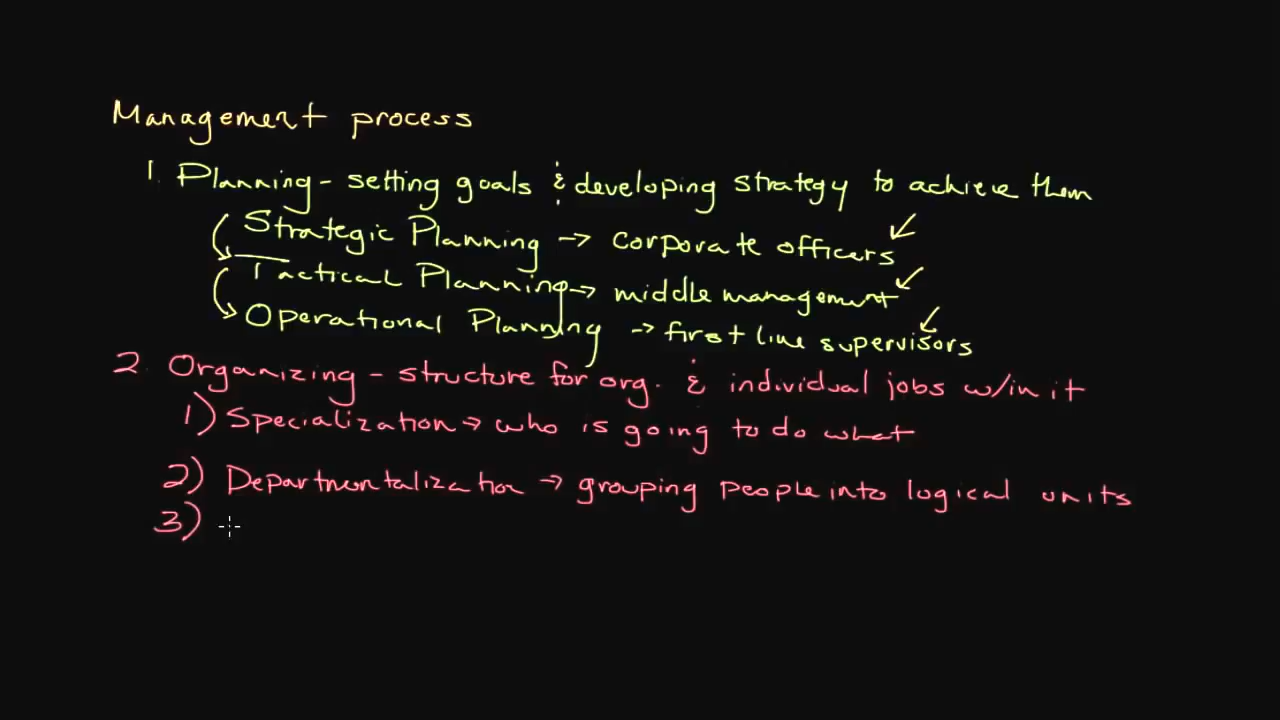 Management process
1. Planning - setting goals & developing strategy to achieve them
Strategic Planning → corporate officers
Tactical Planning → middle management
Operational Planning → first line supervisors
2. Organizing - structure for org. & individual jobs w/in it
1) Specialization → who is going to do what
2) Departmentalization → grouping people into logical units
3)